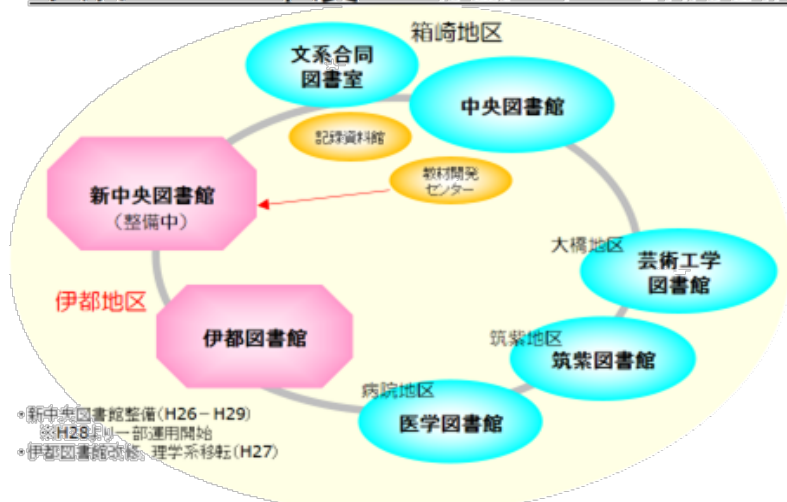 箱崎地区
文系合同
図書室
中央図書館
記録資料館
教材開発
センター
新中央図書館
(整備中)
大橋地区
芸術工学
図書館
伊都地区
伊都図書館
筑紫地区
筑紫図書館
病院地区
医学図書館
•新中央図書館整備(H26-H29)
※H28より一部運用開始
•伊都図書館改修、理学系移転(H27)